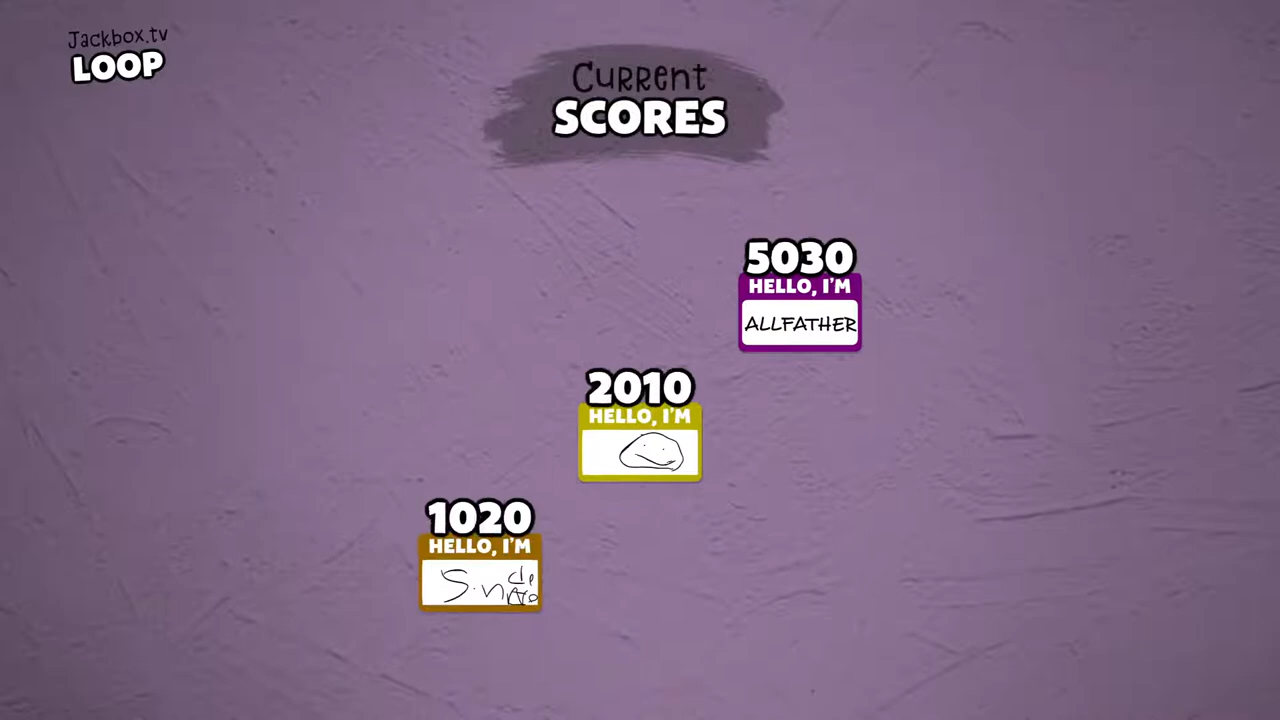 Jackbox.tv
LOOP
Current
SCORES
5030
HELLO, I'M
ALLFATHER
2010
HELLO, I'M
1020
HELLO, I'M